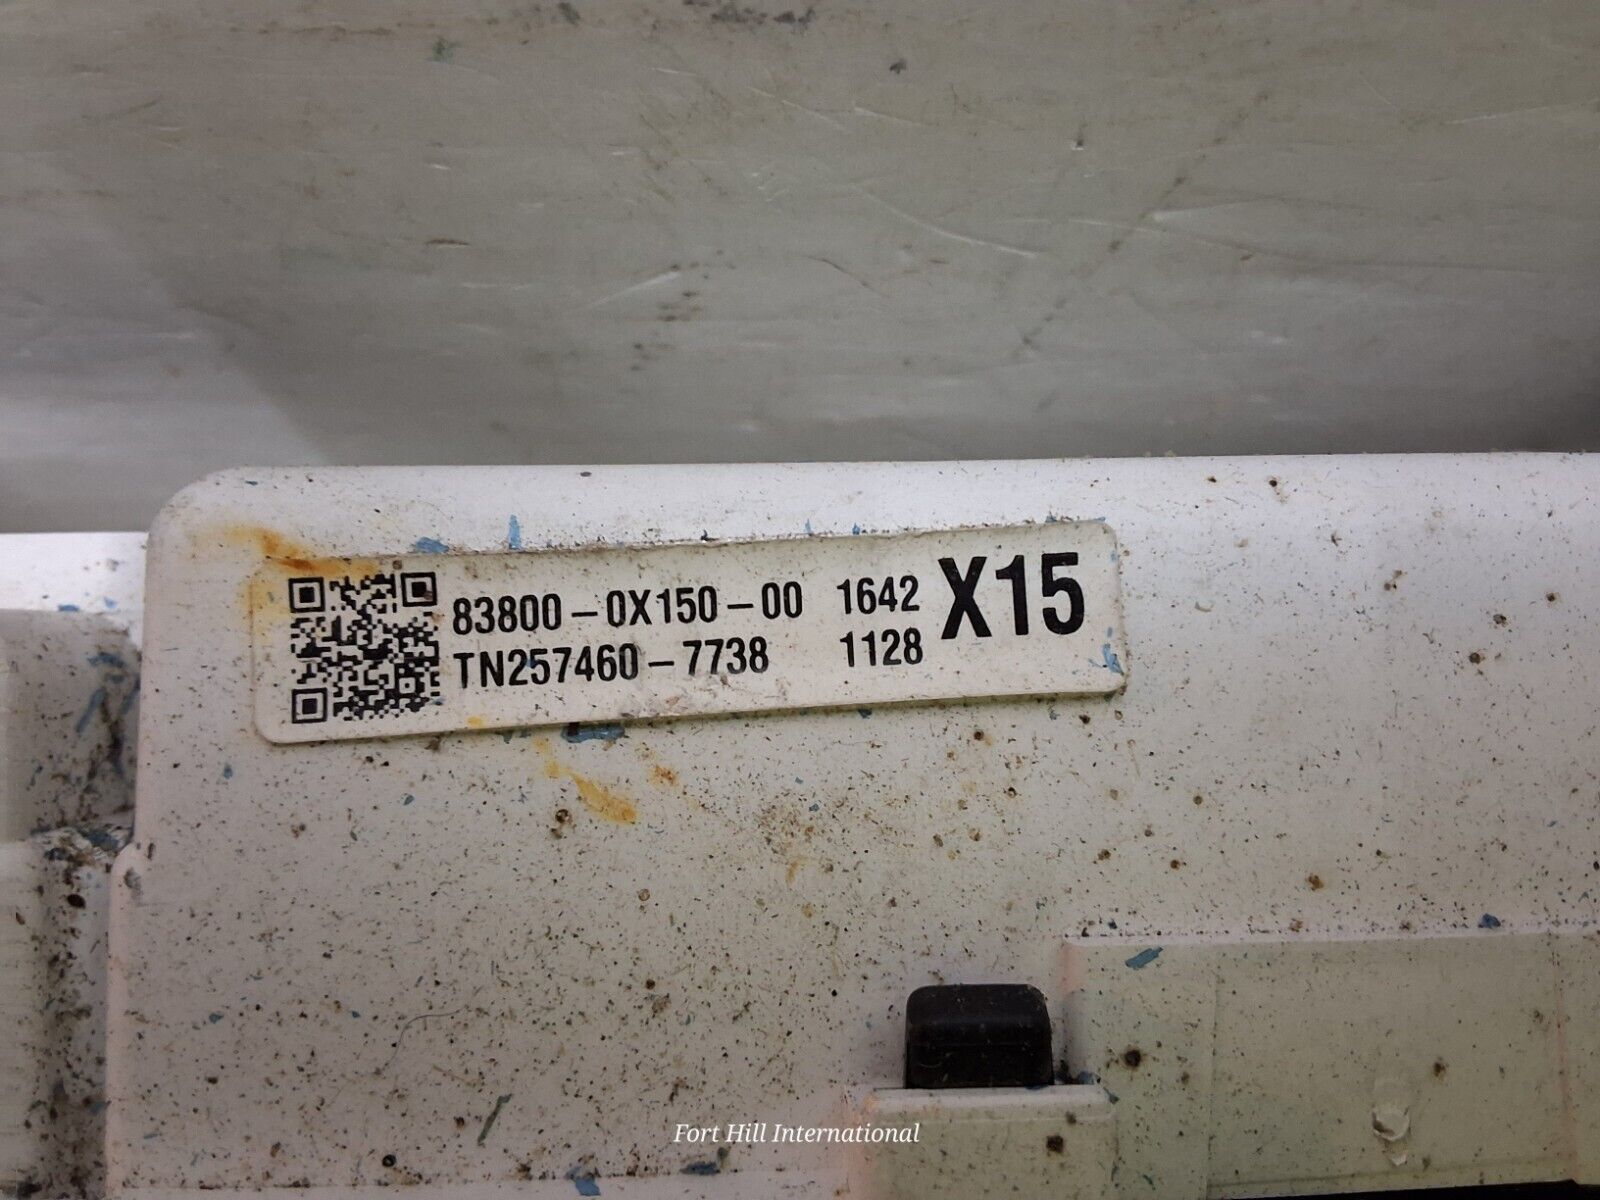 83800-0X150-00 1642 X15
TN257460-7738 1128
Fort Hill International